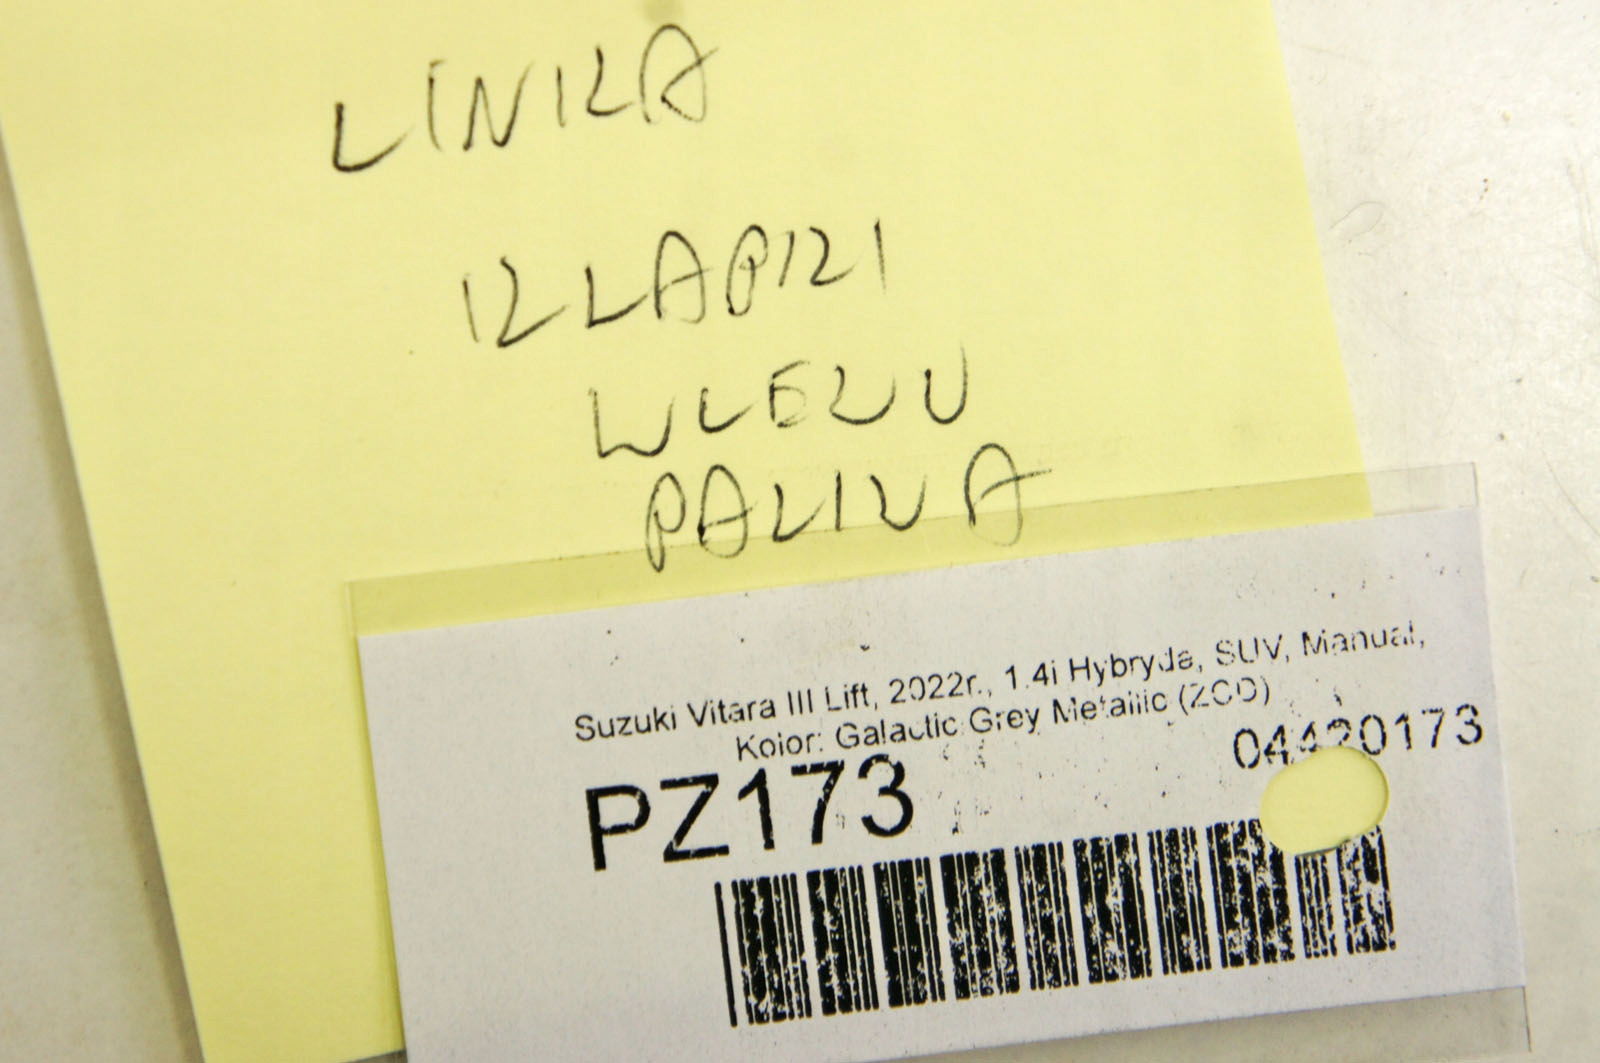 LINKA
KLAPKI
WLEWU
PALIWA
Suzuki Vitara III Lift, 2022r., 1.4i Hybryda, SUV, Manual,
Kolor: Galactic Grey Metallic (ZCD)
04420173
PZ173